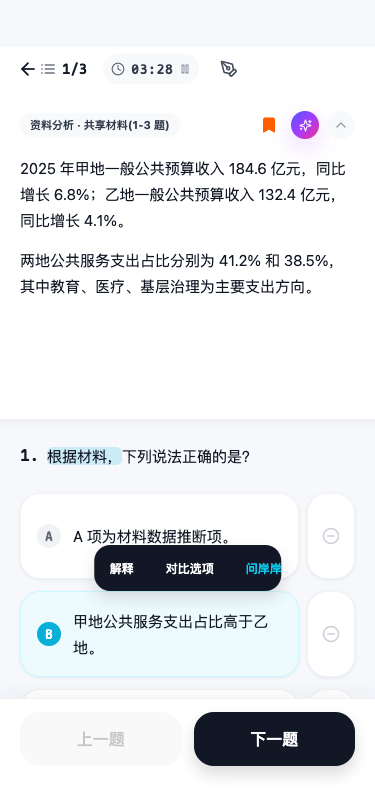 1/3
03:28
资料分析 · 共享材料(1-3 题)
2025 年甲地一般公共预算收入 184.6 亿元，同比
增长 6.8%；乙地一般公共预算收入 132.4 亿元，
同比增长 4.1%。
两地公共服务支出占比分别为 41.2% 和 38.5%，
其中教育、医疗、基层治理为主要支出方向。
1. 根据材料，下列说法正确的是?
A A 项为材料数据推断项。
解释 对比选项 问岸岸
B 甲地公共服务支出占比高于乙
地。
上一题 下一题